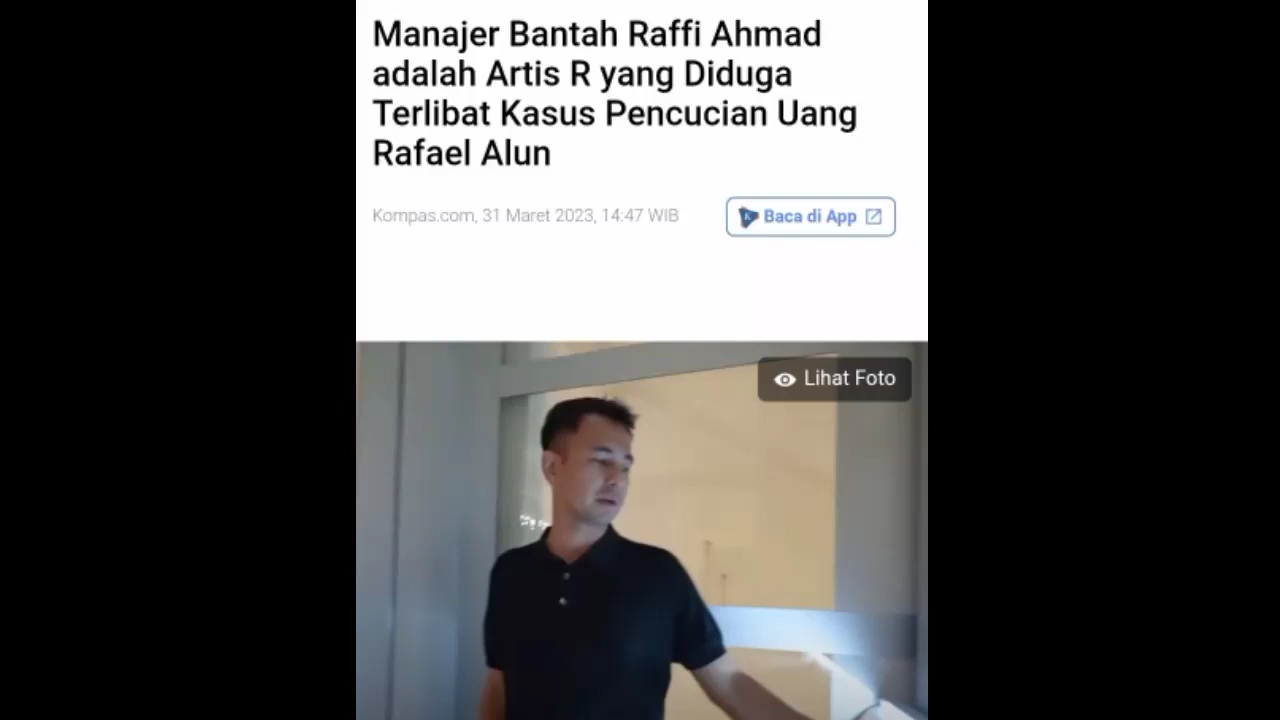 Manajer Bantah Raffi Ahmad
adalah Artis R yang Diduga
Terlibat Kasus Pencucian Uang
Rafael Alun
Kompas.com, 31 Maret 2023, 14:47 WIB
Baca di App
Lihat Foto